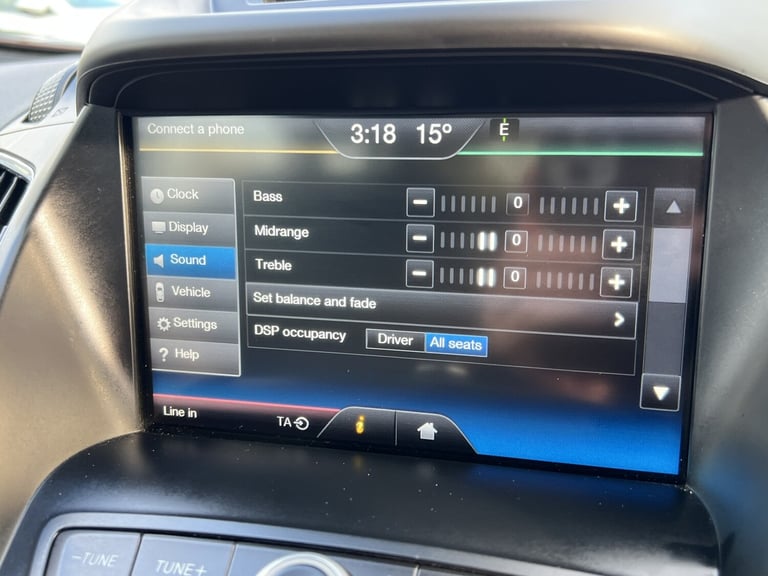 Connect a phone
3:18 15º E
Clock
Display
Sound
Vehicle
Settings
? Help
Bass - 0 +
Midrange - 0 +
Treble - 0 +
Set balance and fade >
DSP occupancy Driver All seats
Line in
TA
i
-TUNE
TUNE+